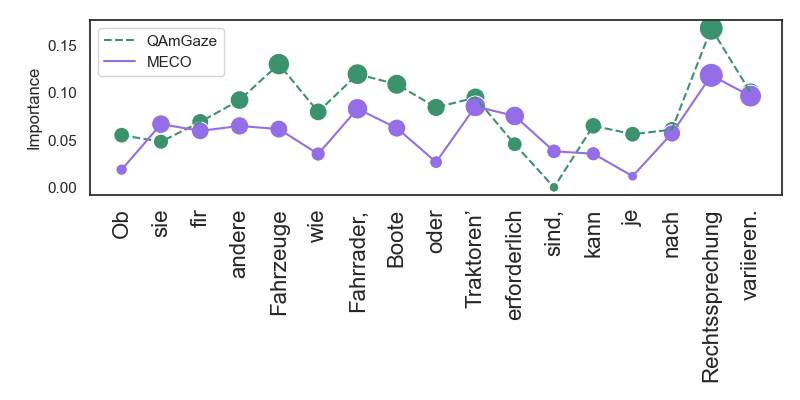 QAmGaze
MECO
Importance
0.15
0.10
0.05
0.00
Ob
sie
fir
andere
Fahrzeuge
wie
Fahrrader,
Boote
oder
Traktoren’
erforderlich
sind,
kann
je
nach
Rechtssprechung
variieren.